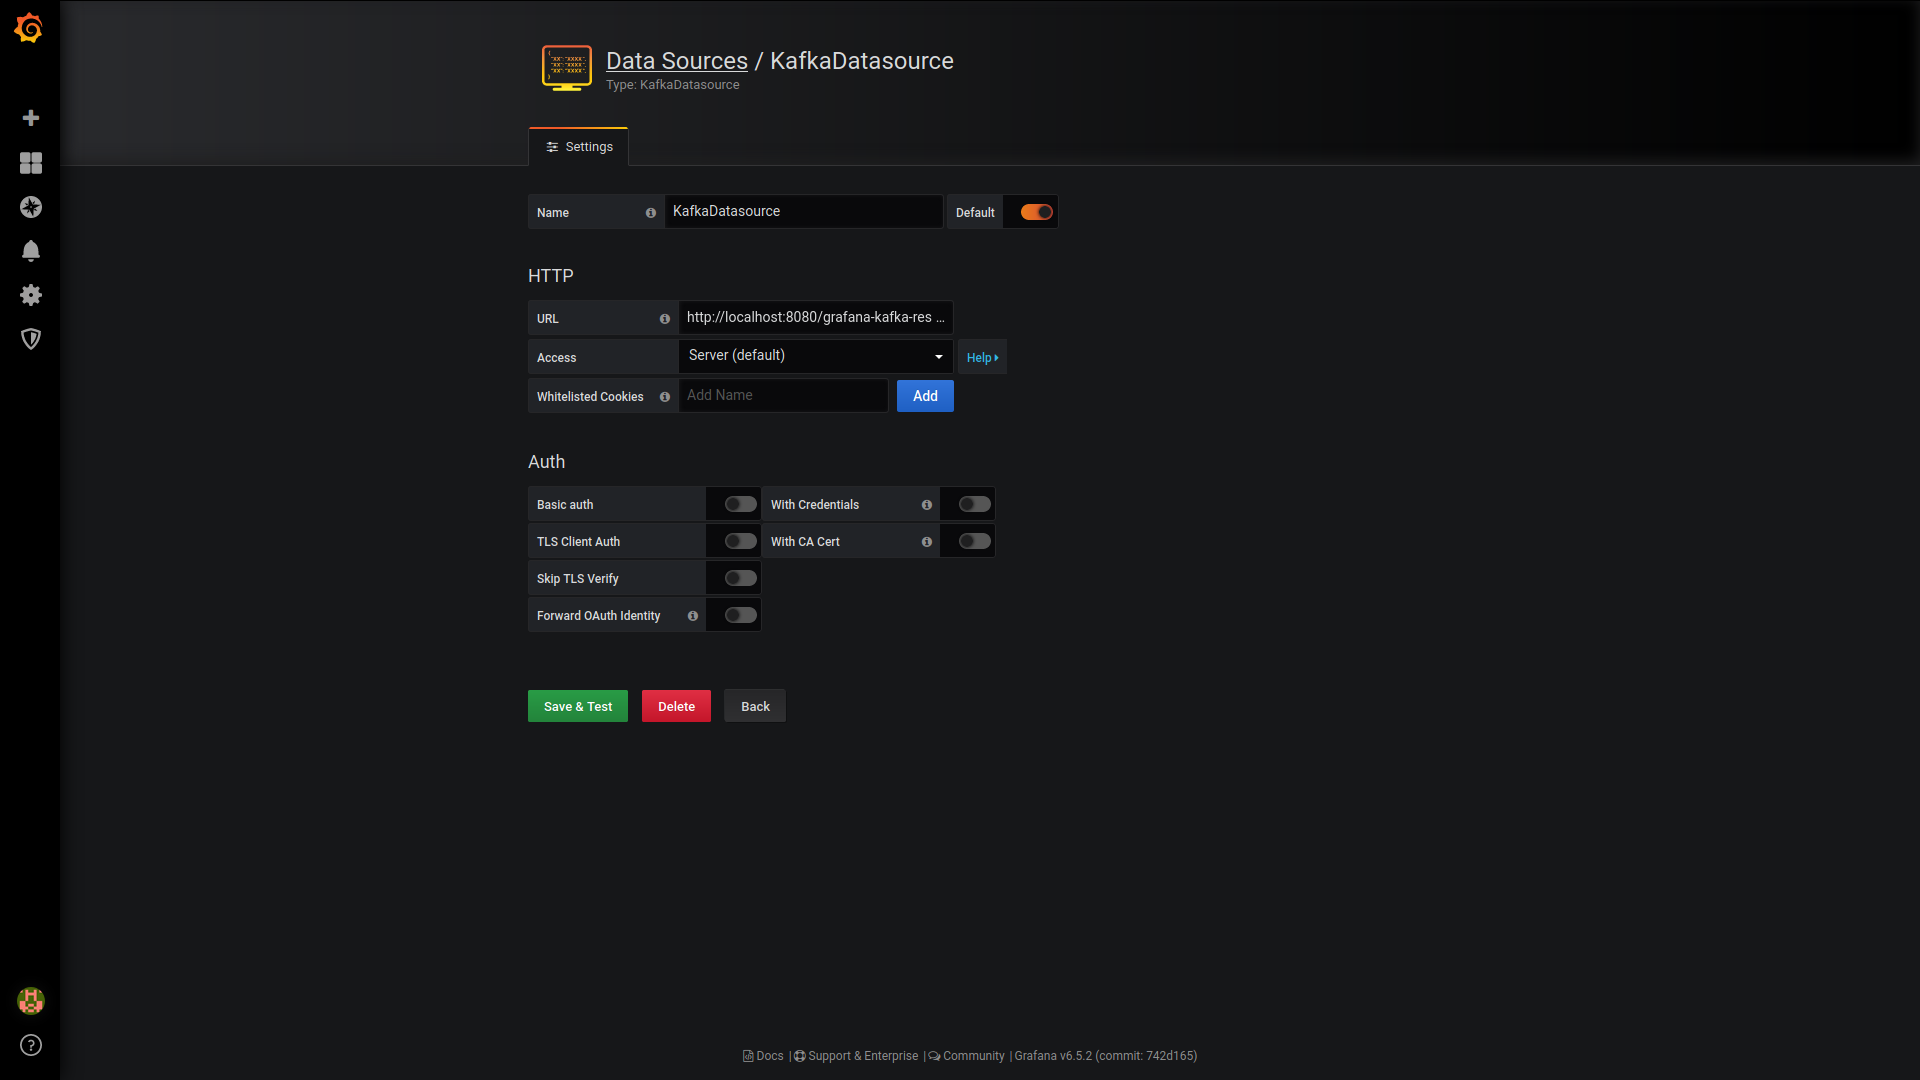 Data Sources / KafkaDatasource
Type: KafkaDatasource
Settings
Name
KafkaDatasource
Default
HTTP
URL
http://localhost:8080/grafana-kafka-res ...
Access
Server (default)
Help
Whitelisted Cookies
Add Name
Add
Auth
Basic auth
With Credentials
TLS Client Auth
With CA Cert
Skip TLS Verify
Forward OAuth Identity
Save & Test
Delete
Back
Docs | Support & Enterprise | Community | Grafana v6.5.2 (commit: 742d165)